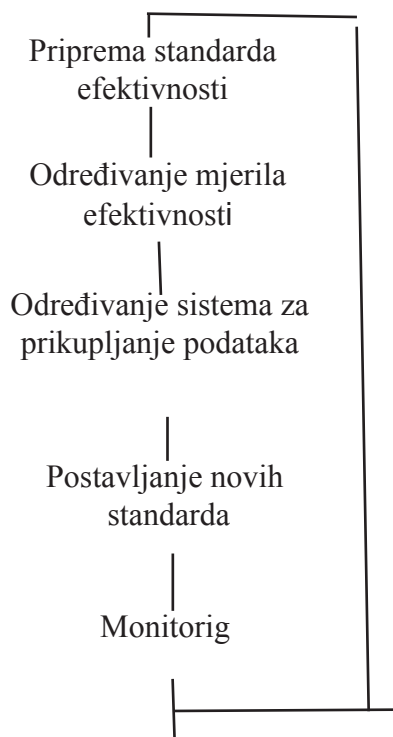 Priprema standarda
efektivnosti
Određivanje mjerila
efektivnosti
Određivanje sistema za
prikupljanje podataka
Postavljanje novih
standarda
Monitorig